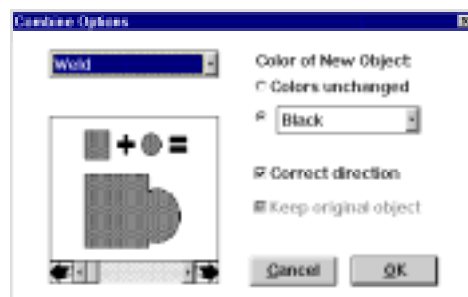 Combine Options
Weld
Color of New Object:
Colors unchanged
Black
Correct direction
Keep original object
Cancel
OK